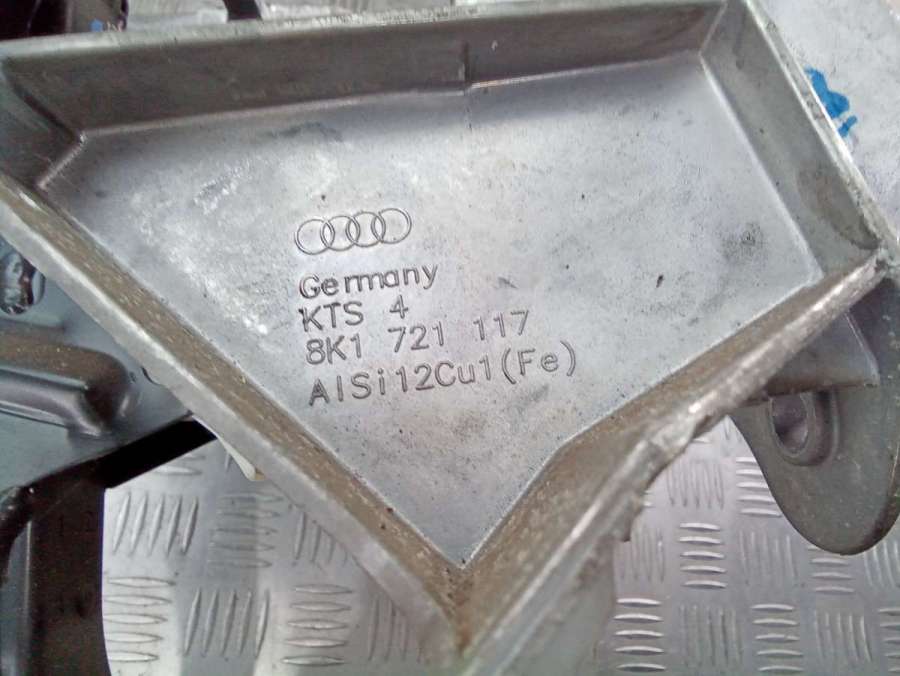 Germany
KTS 4
8K1 721 117
AlSi12Cu1(Fe)